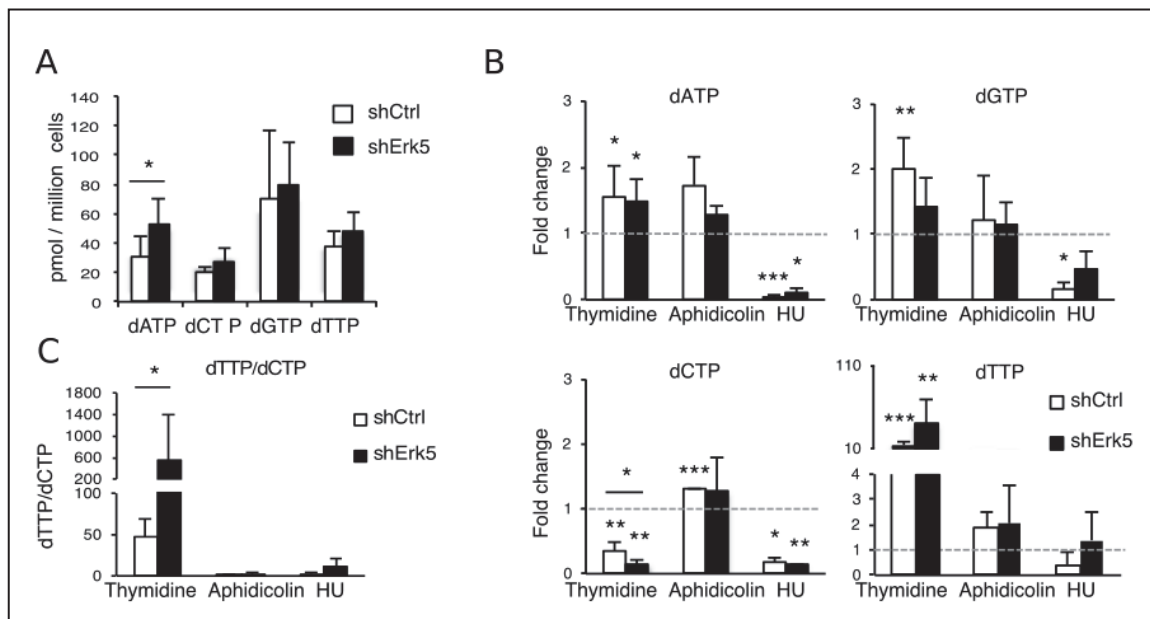 A
pmol / million cells
140
120
100
80
60
40
20
0
shCtrl
shErk5
*
dATP dCT P dGTP dTTP
B
dATP
Fold change
3
2
1
0
* * *** *
Thymidine Aphidicolin HU
dGTP
3
2
1
0
** *
Thymidine Aphidicolin HU
C
dTTP/dCTP
dTTP/dCTP
1800
1400
1000
600
200
100
50
0
*
shCtrl
shErk5
Thymidine Aphidicolin HU
dCTP
Fold change
3
2
1
0
*
** ** *** * **
Thymidine Aphidicolin HU
dTTP
110
10
4
3
2
1
0
*** **
shCtrl
shErk5
Thymidine Aphidicolin HU